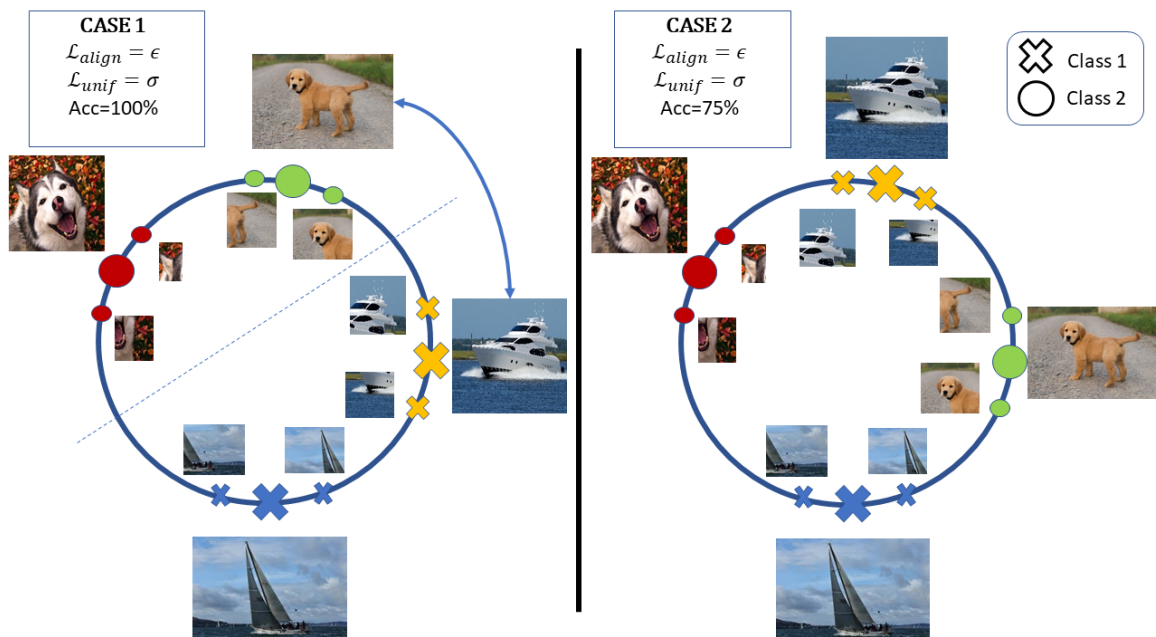 CASE 1
ℒ_align = ϵ
ℒ_unif = σ
Acc=100%
CASE 2
ℒ_align = ϵ
ℒ_unif = σ
Acc=75%
Class 1
Class 2